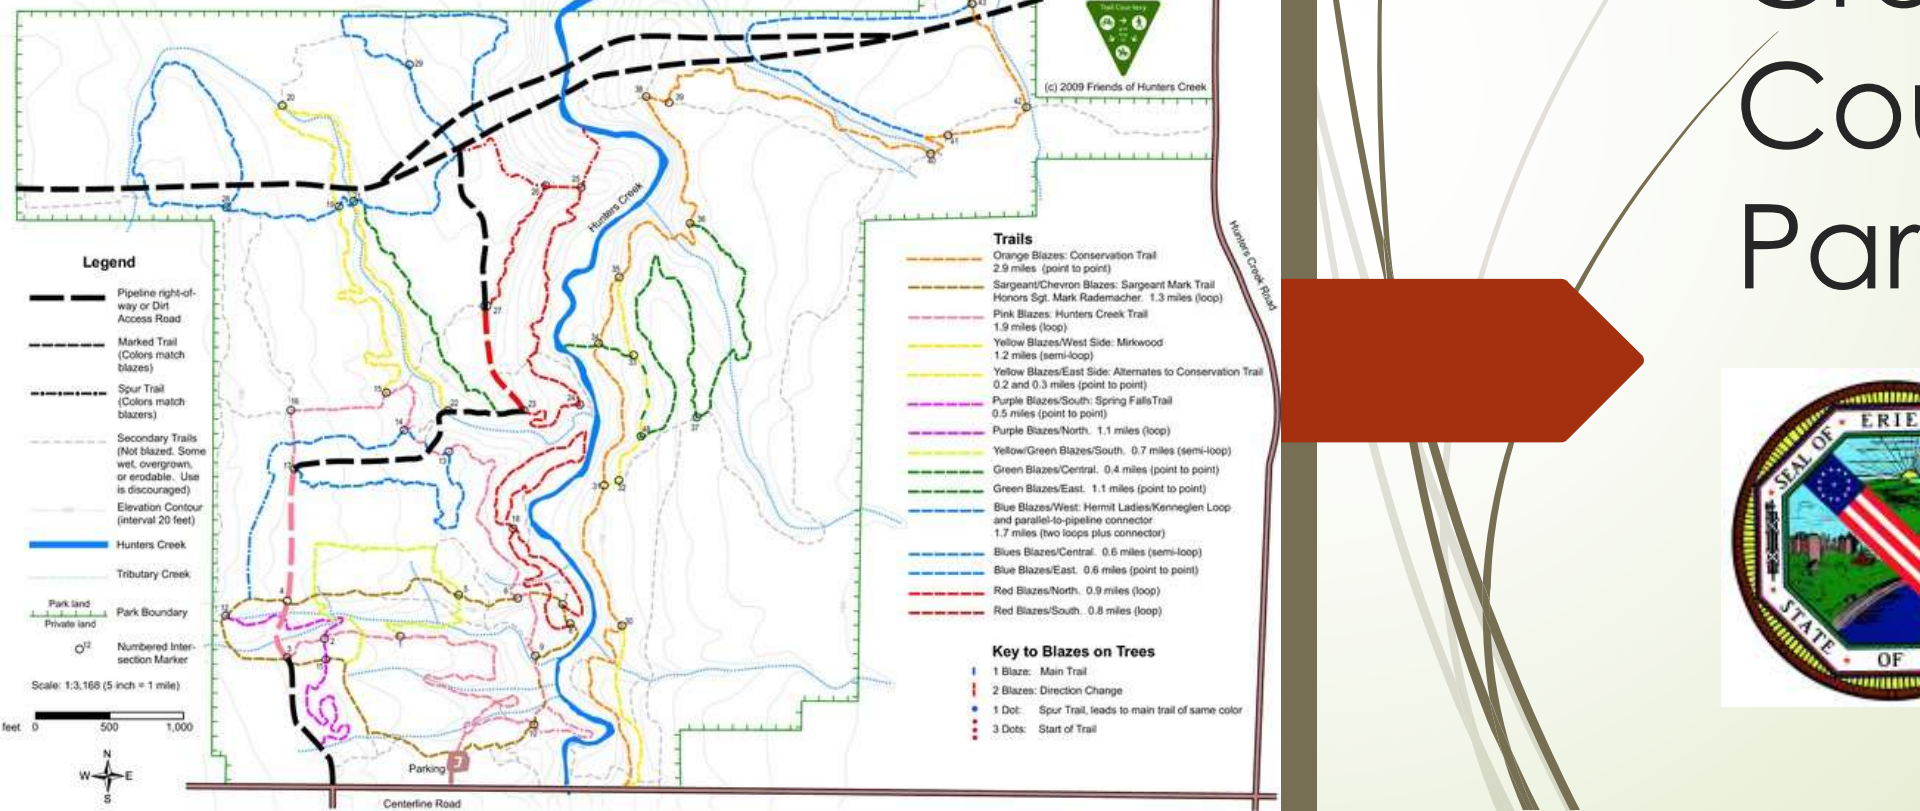 Trail Courtesy
(c) 2009 Friends of Hunters Creek
Hunters Creek
Hunters Creek Road
Legend
Pipeline right-of-
way or Dirt
Access Road
Marked Trail
(Colors match
blazes)
Spur Trail
(Colors match
blazers)
Secondary Trails
(Not blazed. Some
wet, overgrown,
or erodable. Use
is discouraged)
Elevation Contour
(interval 20 feet)
Hunters Creek
Tributary Creek
Park land
Private land
Park Boundary
12
Numbered Inter-
section Marker
Scale: 1:3,168 (5 inch = 1 mile)
feet 0 500 1,000
N
W E
S
Trails
Orange Blazes: Conservation Trail
2.9 miles (point to point)
Sargeant/Chevron Blazes: Sargeant Mark Trail
Honors Sgt. Mark Rademacher. 1.3 miles (loop)
Pink Blazes: Hunters Creek Trail
1.9 miles (loop)
Yellow Blazes/West Side: Mirkwood
1.2 miles (semi-loop)
Yellow Blazes/East Side: Alternates to Conservation Trail
0.2 and 0.3 miles (point to point)
Purple Blazes/South: Spring FallsTrail
0.5 miles (point to point)
Purple Blazes/North. 1.1 miles (loop)
Yellow/Green Blazes/South. 0.7 miles (semi-loop)
Green Blazes/Central. 0.4 miles (point to point)
Green Blazes/East. 1.1 miles (point to point)
Blue Blazes/West: Hermit Ladies/Kenneglen Loop
and parallel-to-pipeline connector
1.7 miles (two loops plus connector)
Blues Blazes/Central. 0.6 miles (semi-loop)
Blue Blazes/East. 0.6 miles (point to point)
Red Blazes/North. 0.9 miles (loop)
Red Blazes/South. 0.8 miles (loop)
Key to Blazes on Trees
1 Blaze: Main Trail
2 Blazes: Direction Change
1 Dot: Spur Trail, leads to main trail of same color
3 Dots: Start of Trail
Parking
Centerline Road
Cou
Par
SEAL OF ERIE
STATE OF